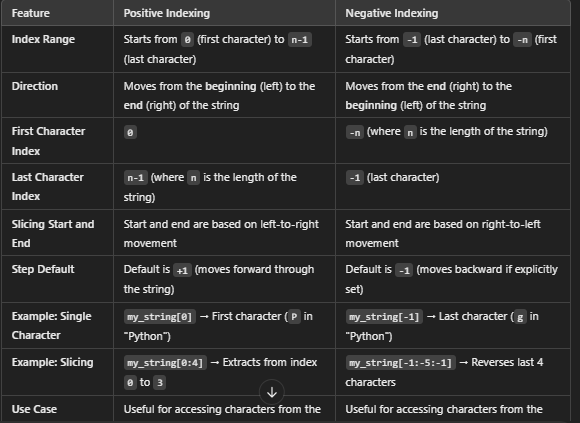 Feature Positive Indexing Negative Indexing
Index Range Starts from 0 (first character) to n-1 Starts from -1 (last character) to -n (first
(last character) character)
Direction Moves from the beginning (left) to the Moves from the end (right) to the
end (right) of the string beginning (left) of the string
First Character 0 -n (where n is the length of the string)
Index
Last Character n-1 (where n is the length of the -1 (last character)
Index string)
Slicing Start and Start and end are based on left-to-right Start and end are based on right-to-left
End movement movement
Step Default Default is +1 (moves forward through Default is -1 (moves backward if explicitly
the string) set)
Example: Single my_string[0] → First character ( P in my_string[-1] → Last character ( g in
Character "Python") "Python")
Example: Slicing my_string[0:4] → Extracts from index my_string[-1:-5:-1] → Reverses last 4
0 to 3 characters
Use Case Useful for accessing characters from the Useful for accessing characters from the